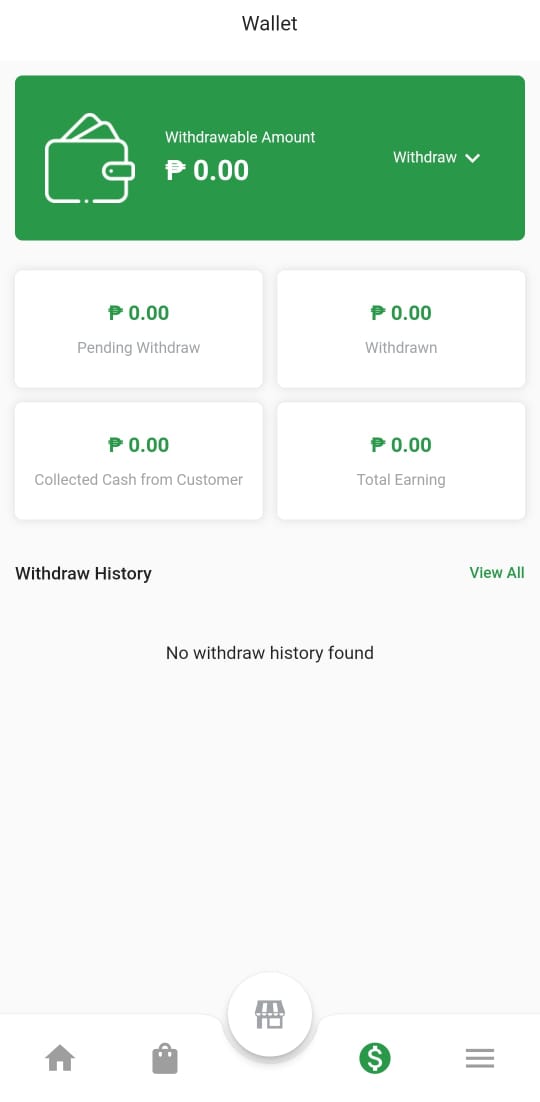 Wallet
Withdrawable Amount
₱ 0.00
Withdraw
₱ 0.00
Pending Withdraw
₱ 0.00
Withdrawn
₱ 0.00
Collected Cash from Customer
₱ 0.00
Total Earning
Withdraw History
View All
No withdraw history found